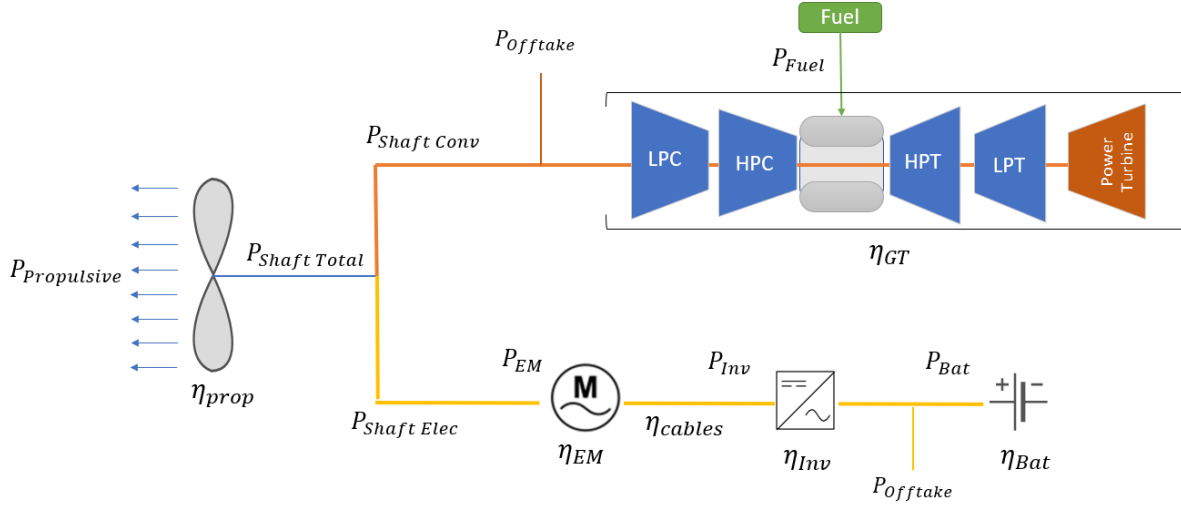 Fuel
P_Offtake
P_Fuel
P_Shaft Conv
LPC
HPC
HPT
LPT
Power
Turbine
P_Shaft Total
η_GT
P_Propulsive
η_prop
P_EM
P_Inv
P_Bat
M
+ −
P_Shaft Elec
η_cables
η_EM
η_Inv
η_Bat
P_Offtake